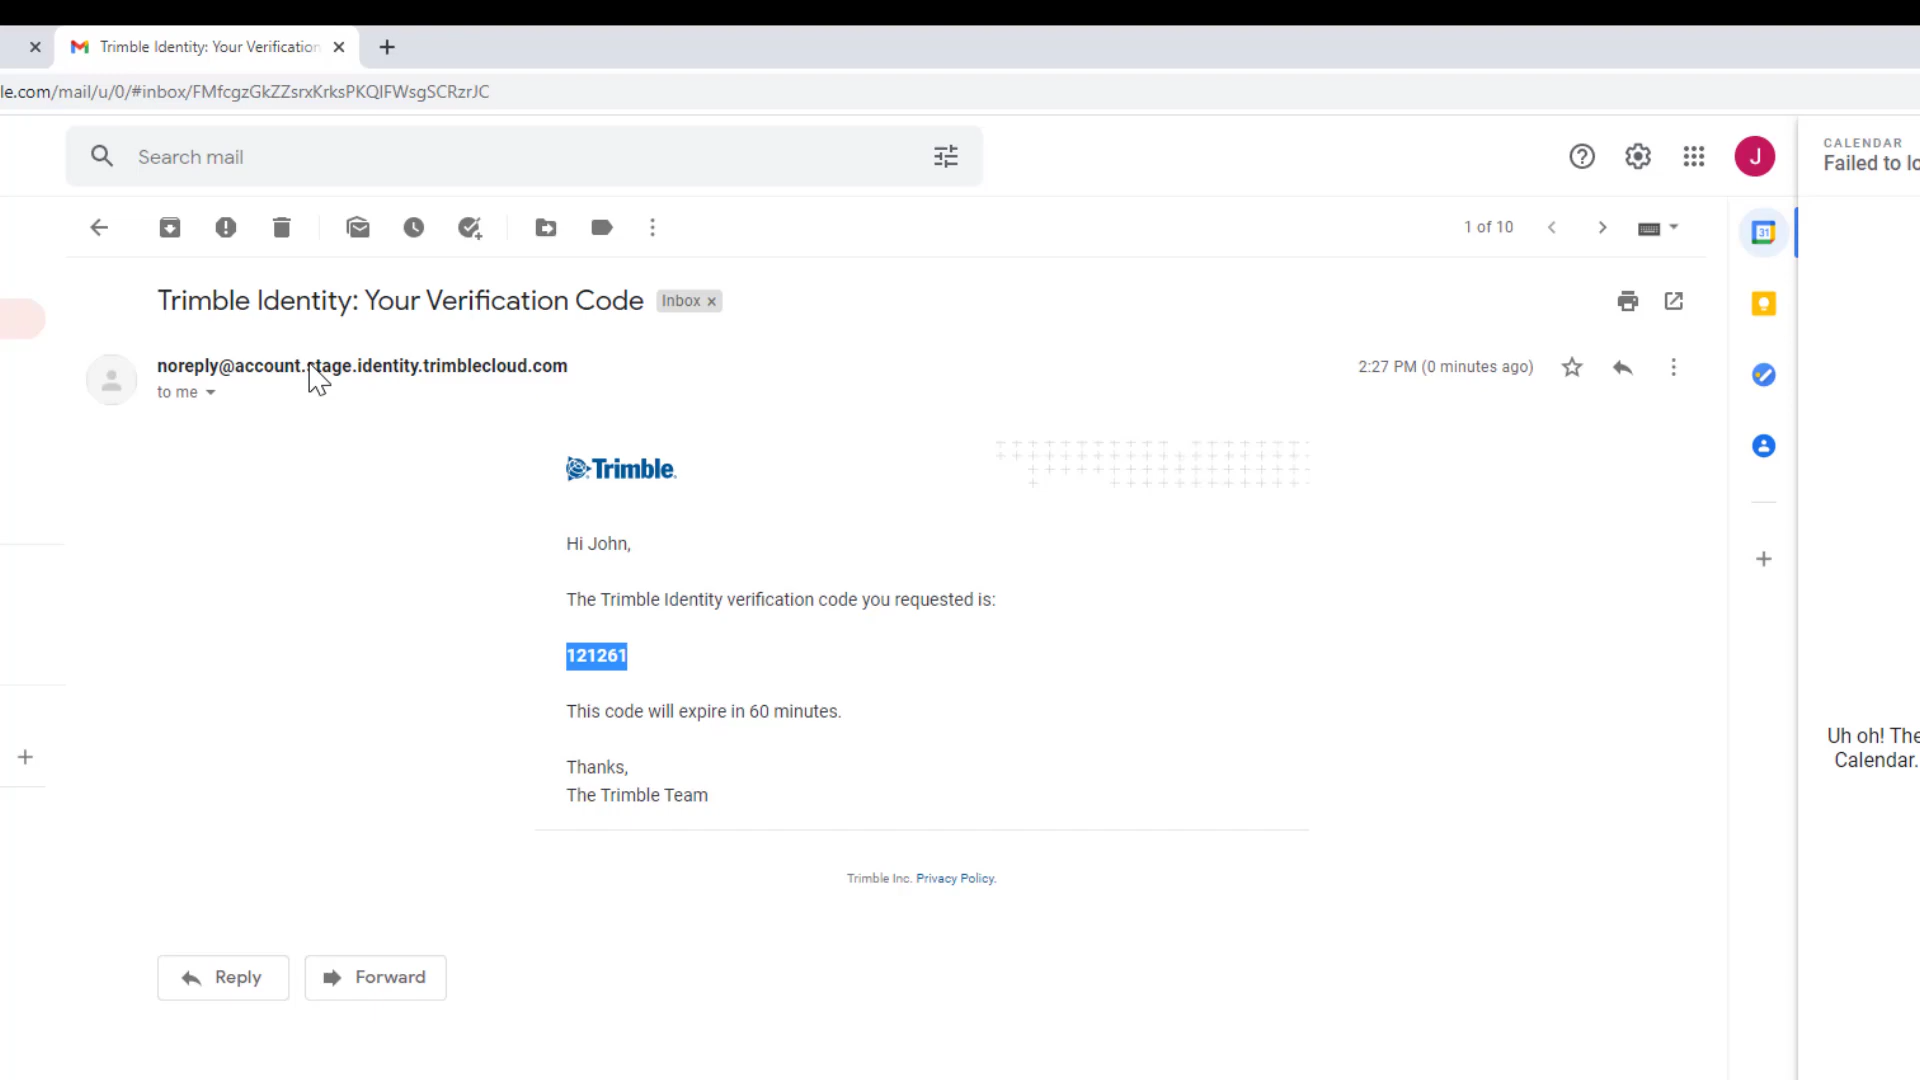 Trimble Identity: Your Verification
le.com/mail/u/0/#inbox/FMfcgzGkZZsrxKrksPKQlFWsgSCRzrJC
Search mail
J
CALENDAR
Failed to lo
1 of 10
31
Trimble Identity: Your Verification Code
Inbox x
noreply@account.stage.identity.trimblecloud.com
2:27 PM (0 minutes ago)
to me
Trimble
Hi John,
The Trimble Identity verification code you requested is:
121261
This code will expire in 60 minutes.
Uh oh! The
Calendar.
Thanks,
The Trimble Team
Trimble Inc. Privacy Policy.
Reply
Forward